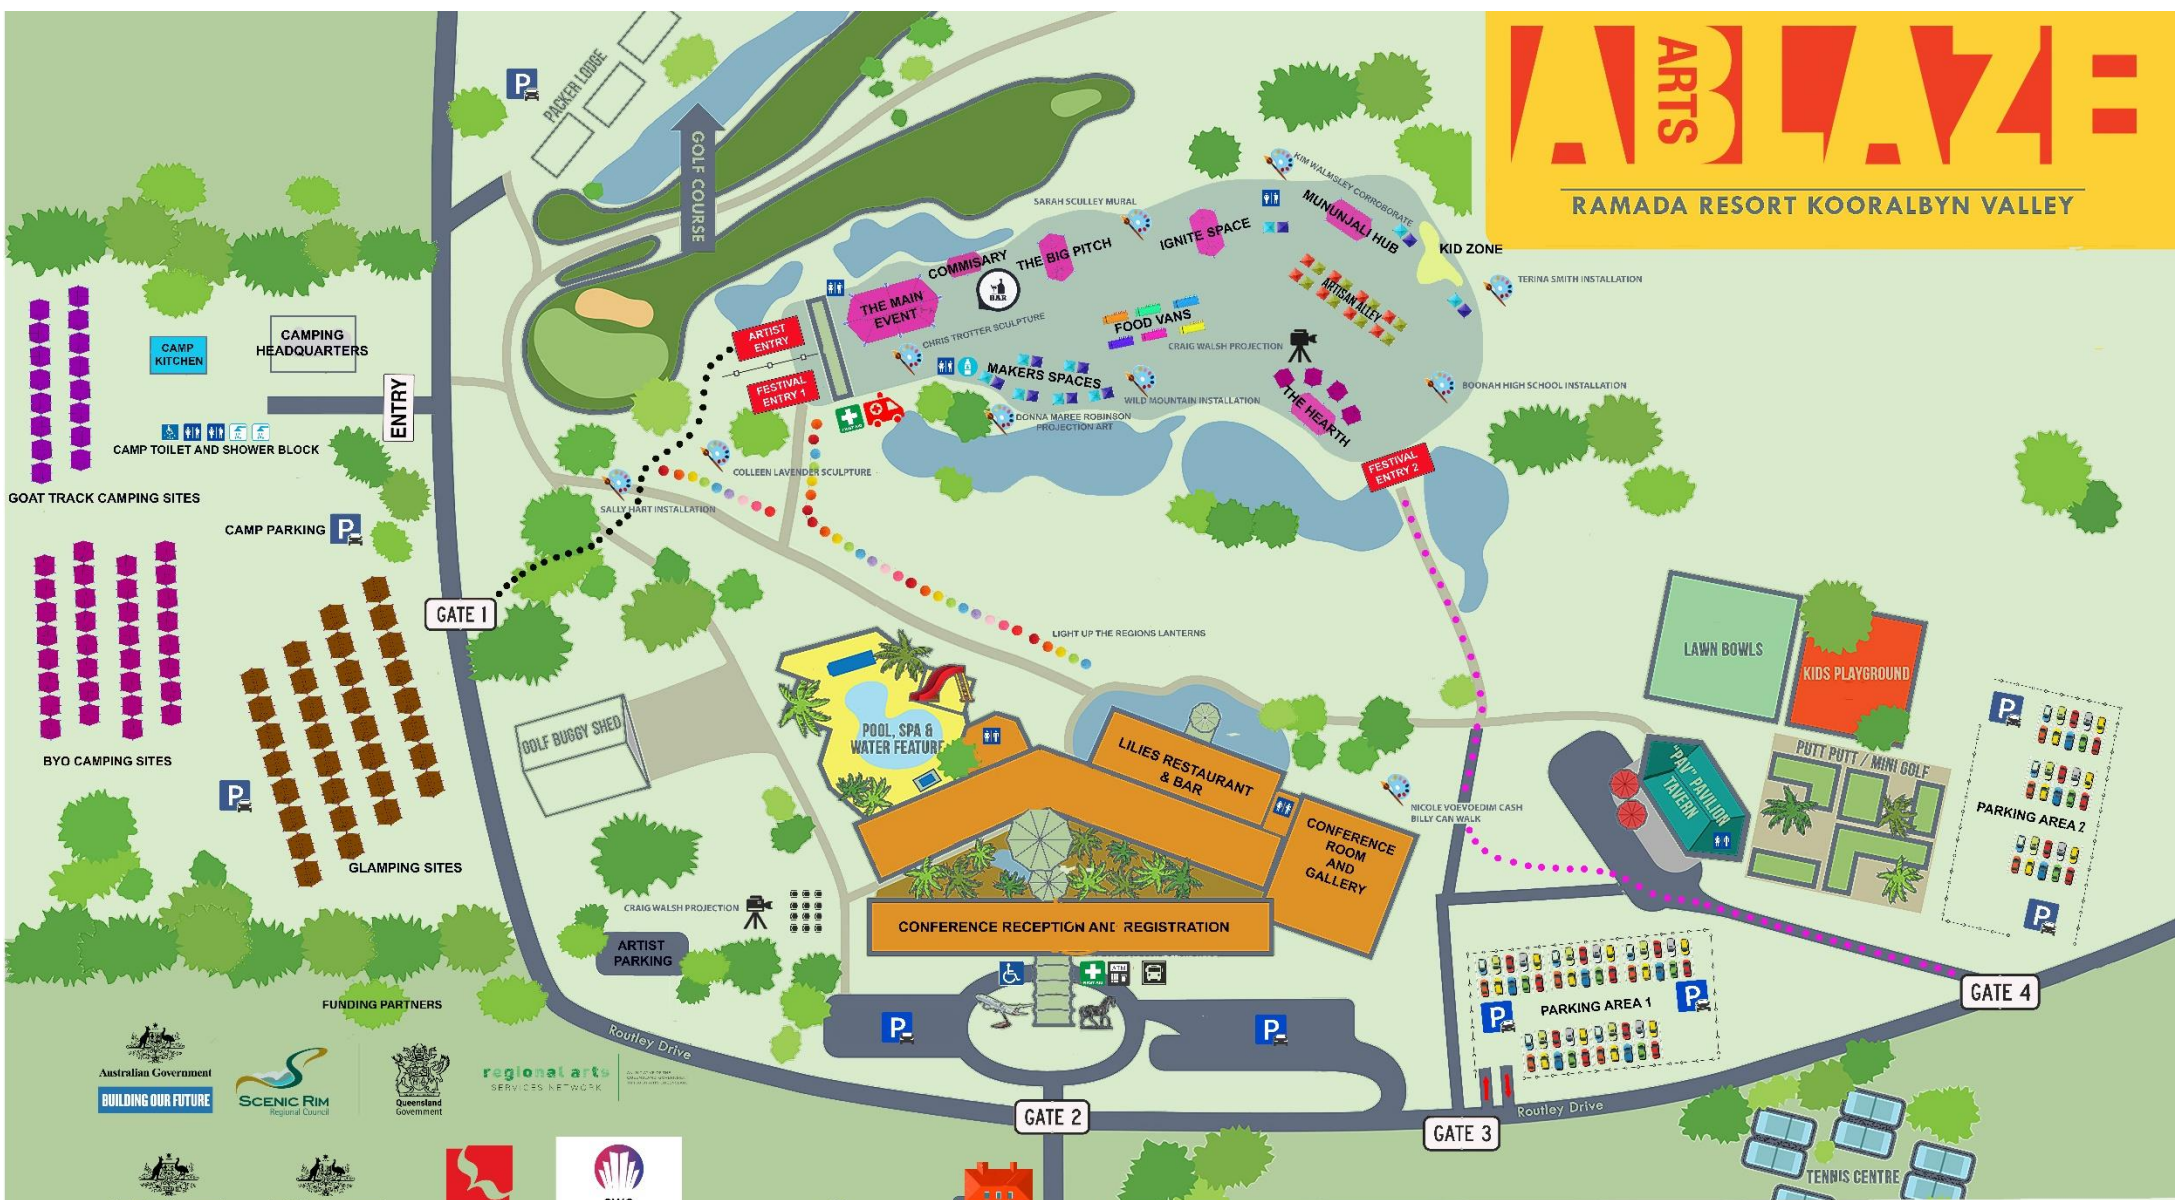 ABLAZE
ARTS
RAMADA RESORT KOORALBYN VALLEY
PACKER LODGE
P
GOLF COURSE
SARAH SCULLEY MURAL
KIM WALMSLEY CORROBORATE
MUNUNJALI HUB
IGNITE SPACE
KID ZONE
THE BIG PITCH
COMMISARY
BAR
THE MAIN
EVENT
TERINA SMITH INSTALLATION
ARTISAN ALLEY
FOOD VANS
CHRIS TROTTER SCULPTURE
CRAIG WALSH PROJECTION
ARTIST
ENTRY
FESTIVAL
ENTRY 1
MAKERS SPACES
WILD MOUNTAIN INSTALLATION
BOONAH HIGH SCHOOL INSTALLATION
DONNA MAREE ROBINSON
PROJECTION ART
THE HEARTH
FESTIVAL
ENTRY 2
CAMP
KITCHEN
CAMPING
HEADQUARTERS
ENTRY
CAMP TOILET AND SHOWER BLOCK
GOAT TRACK CAMPING SITES
CAMP PARKING
P
COLLEEN LAVENDER SCULPTURE
SALLY HART INSTALLATION
GATE 1
LIGHT UP THE REGIONS LANTERNS
LAWN BOWLS
KIDS PLAYGROUND
BYO CAMPING SITES
P
GLAMPING SITES
GOLF BUGGY SHED
POOL, SPA &
WATER FEATURE
LILIES RESTAURANT
& BAR
CONFERENCE
ROOM
AND
GALLERY
NICOLE VOEVODIM CASH
BILLY CAN WALK
"PAV" PAVILION
TAVERN
PUTT PUTT / MINI GOLF
P
PARKING AREA 2
P
CRAIG WALSH PROJECTION
CONFERENCE RECEPTION AND REGISTRATION
ARTIST
PARKING
ATM
P
P
PARKING AREA 1
P
P
GATE 4
Routley Drive
GATE 2
GATE 3
Routley Drive
TENNIS CENTRE
FUNDING PARTNERS
Australian Government
BUILDING OUR FUTURE
SCENIC RIM
Regional Council
Queensland
Government
regional arts
SERVICES NETWORK